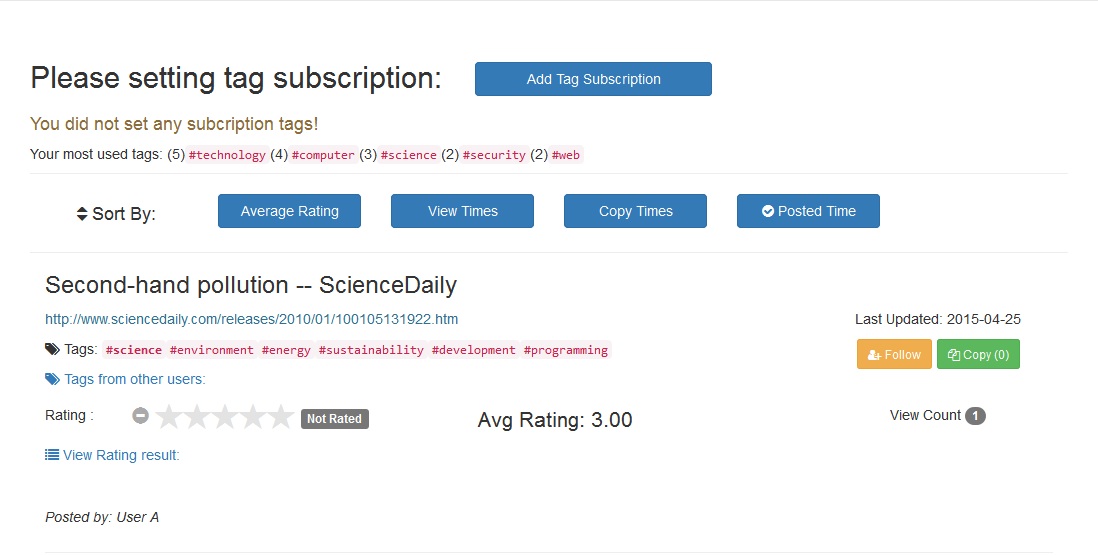 Please setting tag subscription: Add Tag Subscription
You did not set any subcription tags!
Your most used tags: (5) #technology (4) #computer (3) #science (2) #security (2) #web
Sort By: Average Rating View Times Copy Times Posted Time
Second-hand pollution -- ScienceDaily
http://www.sciencedaily.com/releases/2010/01/100105131922.htm Last Updated: 2015-04-25
Tags: #science #environment #energy #sustainability #development #programming Follow Copy (0)
Tags from other users:
Rating : Not Rated Avg Rating: 3.00 View Count 1
View Rating result:
Posted by: User A